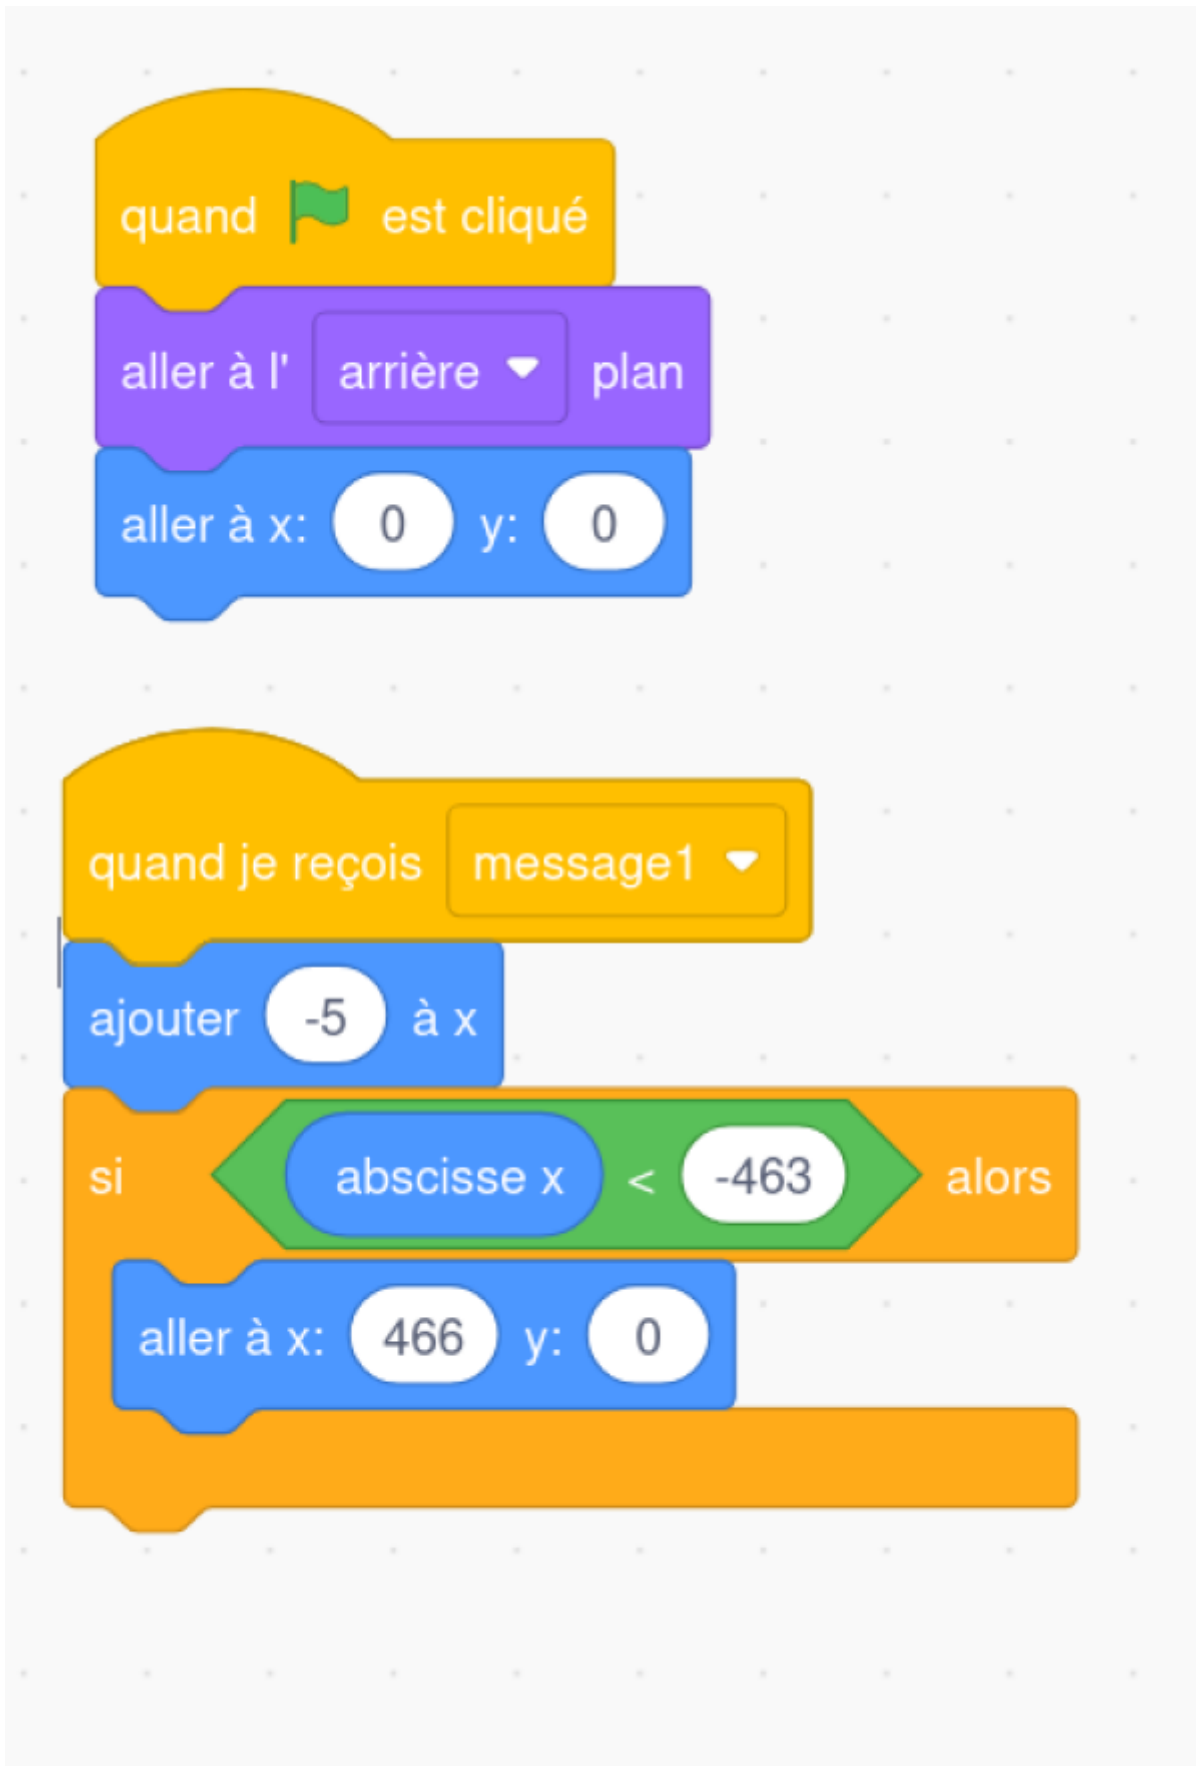 quand est cliqué
aller à l' arrière plan
aller à x: 0 y: 0
quand je reçois message1
ajouter -5 à x
si abscisse x < -463 alors
aller à x: 466 y: 0